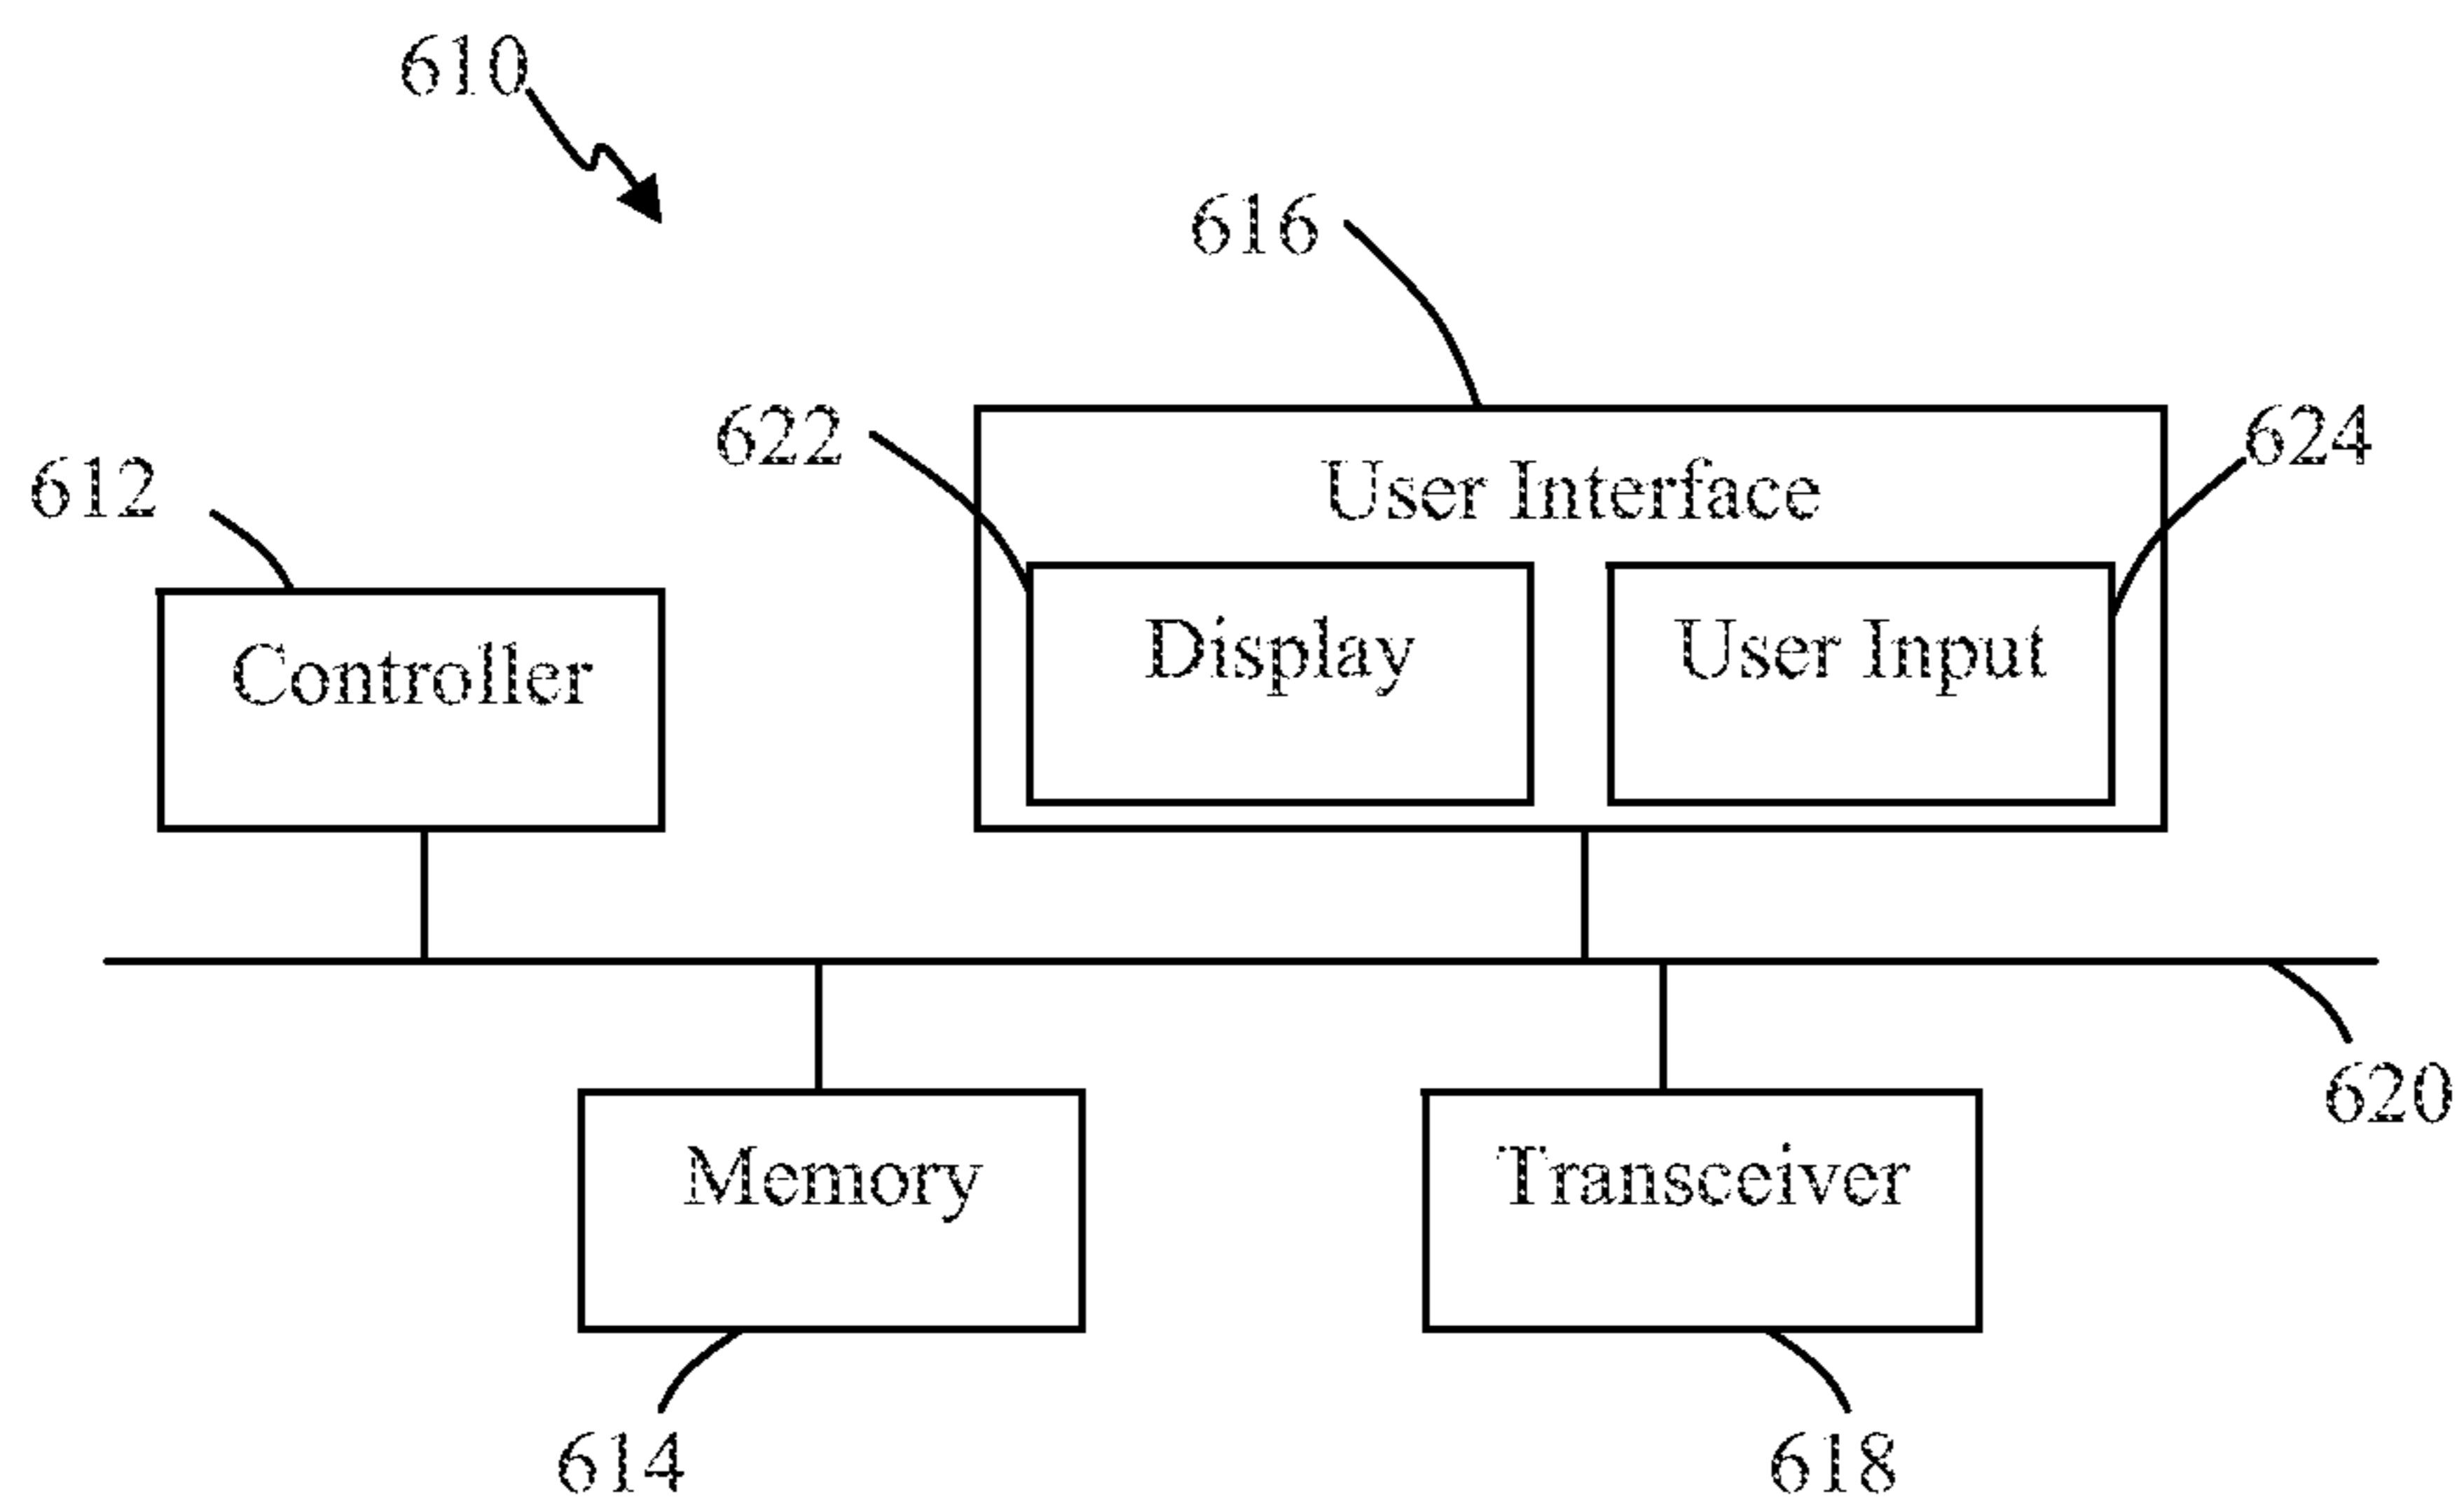 610
616
622
624
User Interface
612
Display
User Input
Controller
620
Memory
Transceiver
614
618